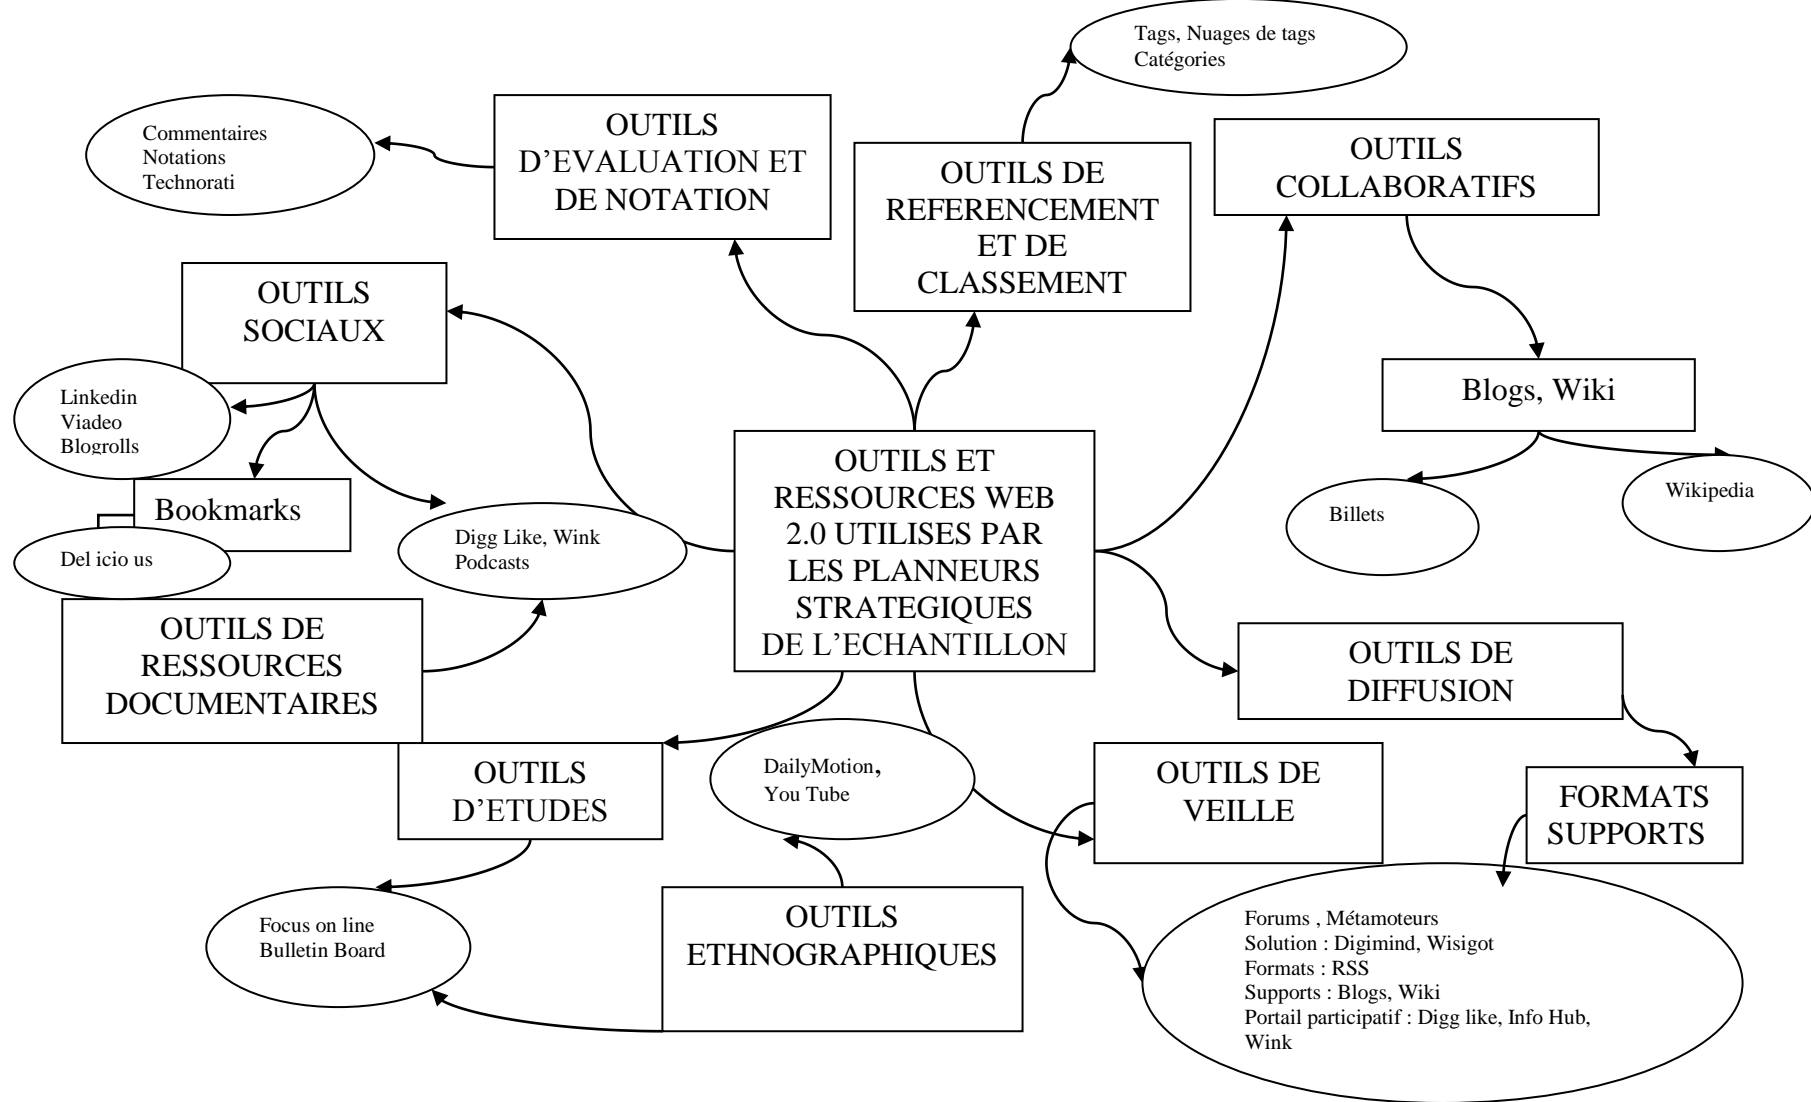 Tags, Nuages de tags
Catégories
Commentaires
Notations
Technorati
OUTILS
D’EVALUATION ET
DE NOTATION
OUTILS DE
REFERENCEMENT
ET DE
CLASSEMENT
OUTILS
COLLABORATIFS
OUTILS
SOCIAUX
Linkedin
Viadeo
Blogrolls
Blogs, Wiki
Bookmarks
Del icio us
Digg Like, Wink
Podcasts
OUTILS ET
RESSOURCES WEB
2.0 UTILISES PAR
LES PLANNEURS
STRATEGIQUES
DE L’ECHANTILLON
Billets
Wikipedia
OUTILS DE
RESSOURCES
DOCUMENTAIRES
OUTILS DE
DIFFUSION
OUTILS
D’ETUDES
DailyMotion,
You Tube
OUTILS DE
VEILLE
FORMATS
SUPPORTS
Focus on line
Bulletin Board
OUTILS
ETHNOGRAPHIQUES
Forums , Métamoteurs
Solution : Digimind, Wisigot
Formats : RSS
Supports : Blogs, Wiki
Portail participatif : Digg like, Info Hub,
Wink